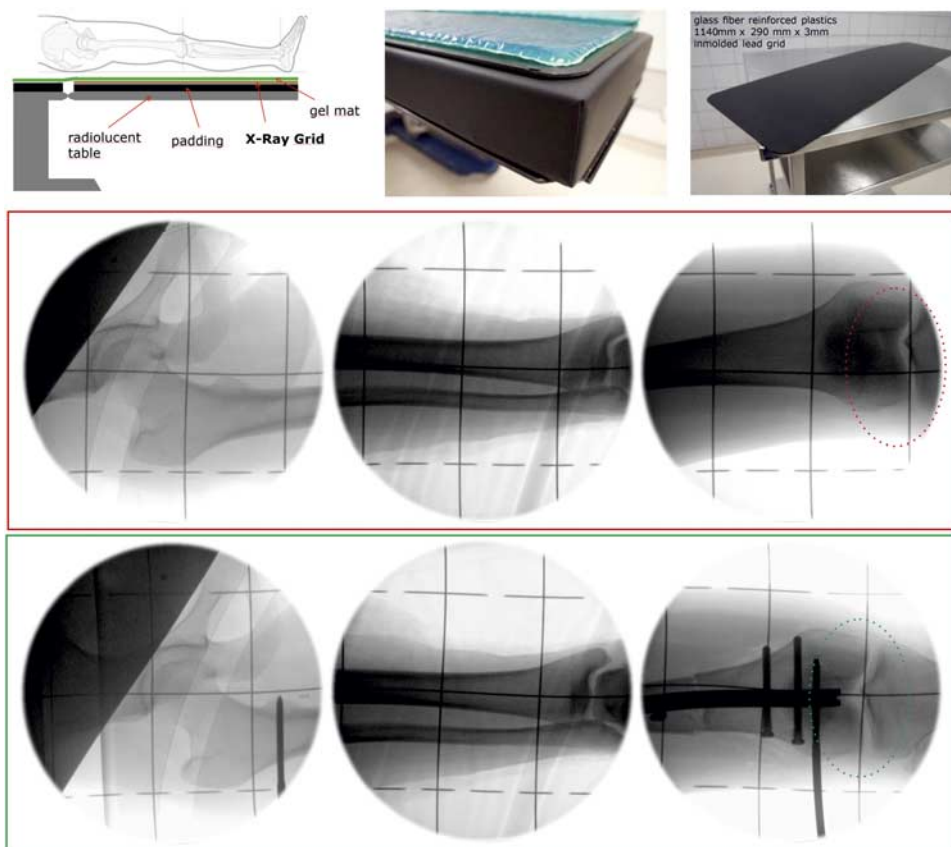 gel mat
radiolucent
table
padding
X-Ray Grid
glass fiber reinforced plastics
1140mm x 290 mm x 3mm
inmolded lead grid